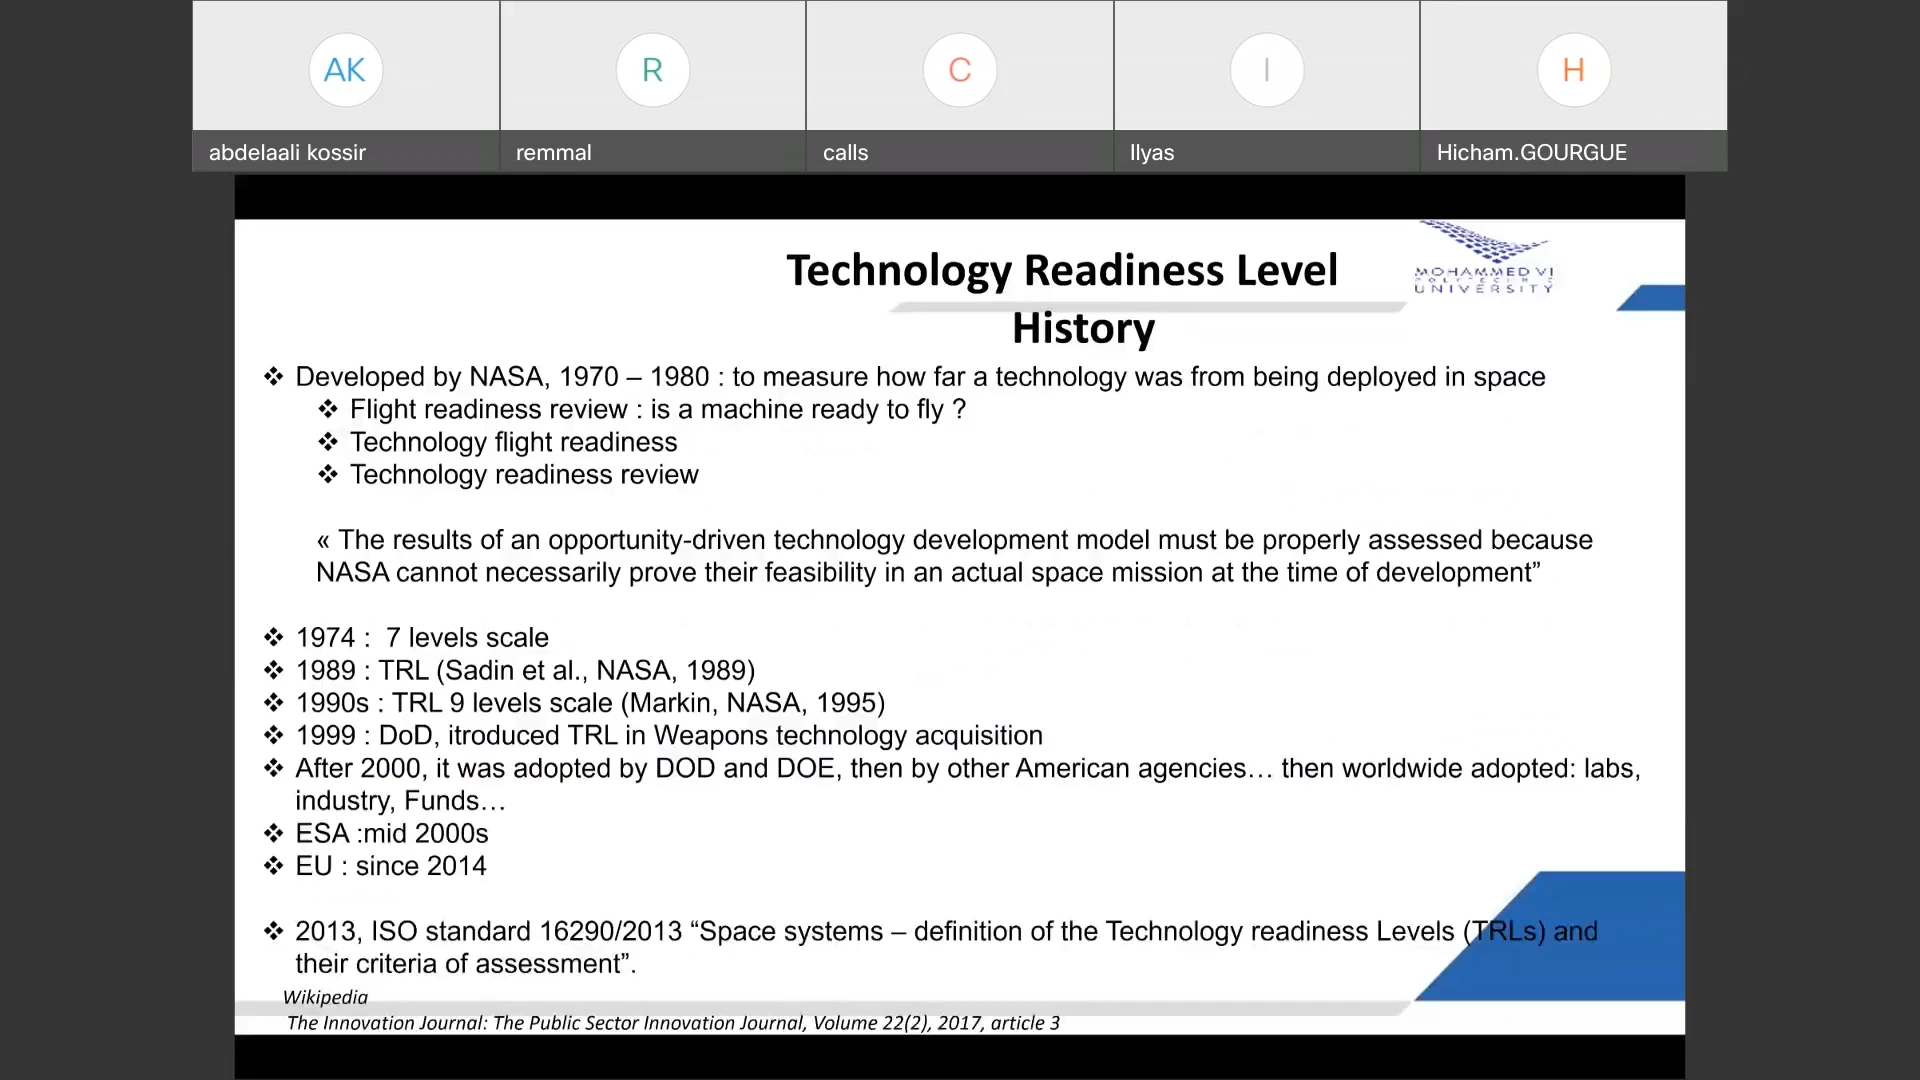 AK
R
C
I
H
abdelaali kossir
remmal
calls
Ilyas
Hicham.GOURGUE
Technology Readiness Level
History
MOHAMMED VI
POLYTECHNIC
UNIVERSITY
❖ Developed by NASA, 1970 – 1980 : to measure how far a technology was from being deployed in space
❖ Flight readiness review : is a machine ready to fly ?
❖ Technology flight readiness
❖ Technology readiness review
« The results of an opportunity-driven technology development model must be properly assessed because
NASA cannot necessarily prove their feasibility in an actual space mission at the time of development”
❖ 1974 : 7 levels scale
❖ 1989 : TRL (Sadin et al., NASA, 1989)
❖ 1990s : TRL 9 levels scale (Markin, NASA, 1995)
❖ 1999 : DoD, itroduced TRL in Weapons technology acquisition
❖ After 2000, it was adopted by DOD and DOE, then by other American agencies… then worldwide adopted: labs,
industry, Funds…
❖ ESA :mid 2000s
❖ EU : since 2014
❖ 2013, ISO standard 16290/2013 “Space systems – definition of the Technology readiness Levels (TRLs) and
their criteria of assessment”.
Wikipedia
The Innovation Journal: The Public Sector Innovation Journal, Volume 22(2), 2017, article 3